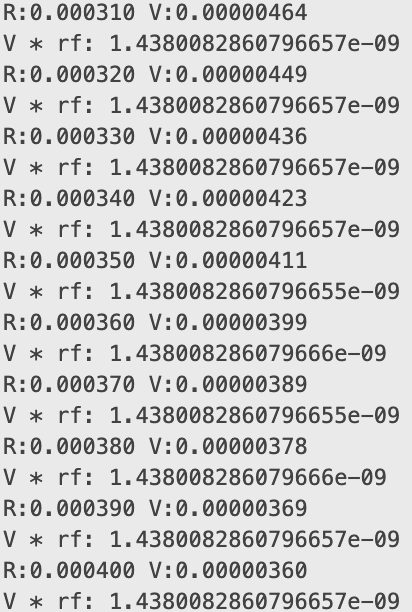 R:0.000310 V:0.00000464
V * rf: 1.4380082860796657e-09
R:0.000320 V:0.00000449
V * rf: 1.4380082860796657e-09
R:0.000330 V:0.00000436
V * rf: 1.4380082860796657e-09
R:0.000340 V:0.00000423
V * rf: 1.4380082860796657e-09
R:0.000350 V:0.00000411
V * rf: 1.4380082860796655e-09
R:0.000360 V:0.00000399
V * rf: 1.438008286079666e-09
R:0.000370 V:0.00000389
V * rf: 1.4380082860796655e-09
R:0.000380 V:0.00000378
V * rf: 1.438008286079666e-09
R:0.000390 V:0.00000369
V * rf: 1.4380082860796657e-09
R:0.000400 V:0.00000360
V * rf: 1.4380082860796657e-09